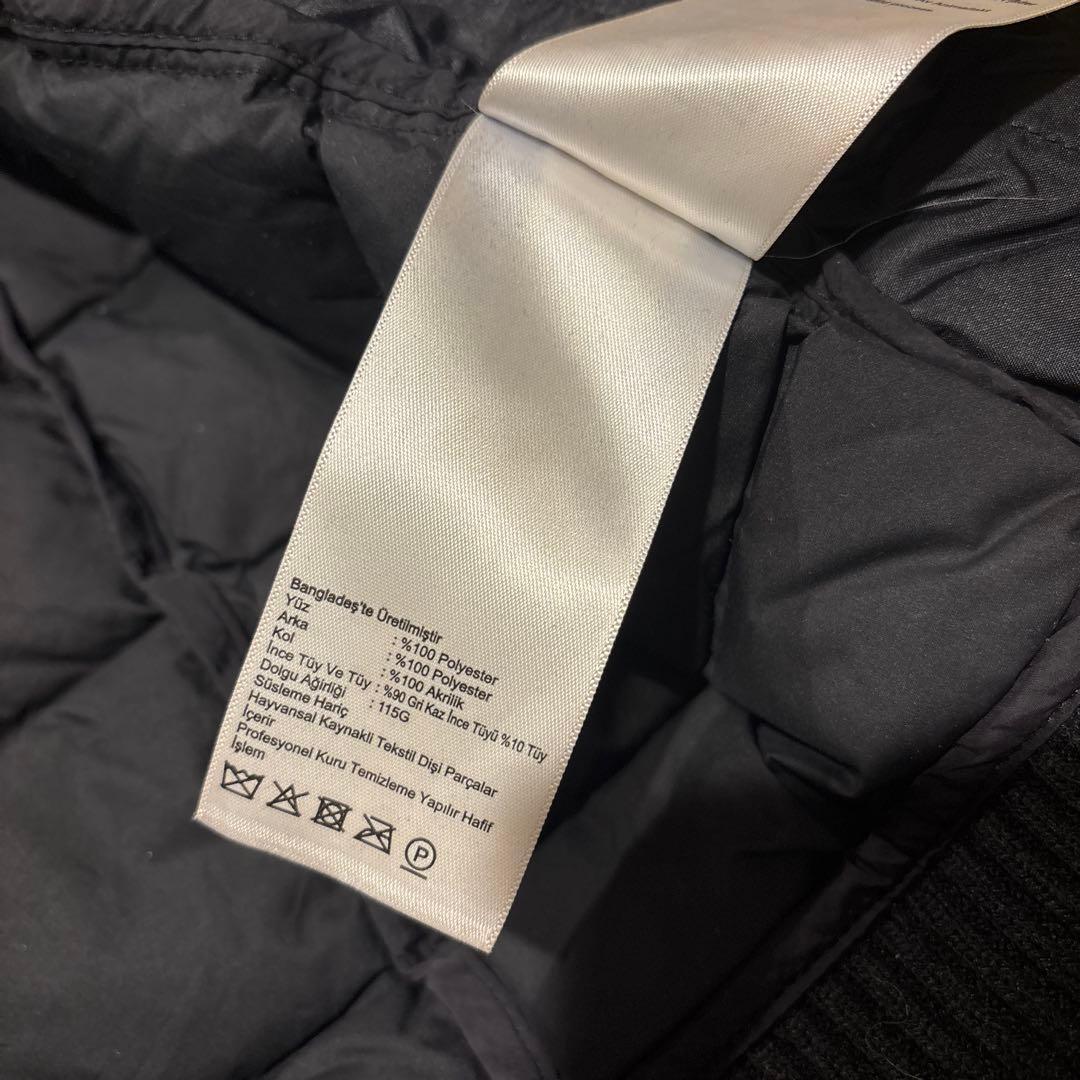 Bangladeş'te Üretilmiştir
Yüz : %100 Polyester
Arka : %100 Polyester
Kol : %100 Akrilik
İnce Tüy Ve Tüy : %90 Gri Kaz İnce Tüyü %10 Tüy
Dolgu Ağirliği : 115G
Süsleme Hariç
Hayvansal Kaynakli Tekstil Dişi Parçalar
İçerir
Profesyonel Kuru Temizleme Yapılır Hafif
İşlem
P